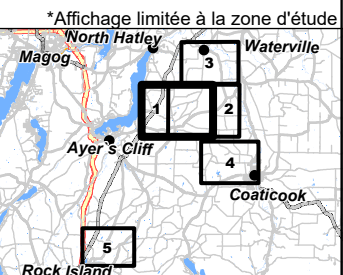 *Affichage limitée à la zone d'étude
North Hatley
Waterville
Magog
3
1
2
Ayer's Cliff
4
Coaticook
5
Rock Island